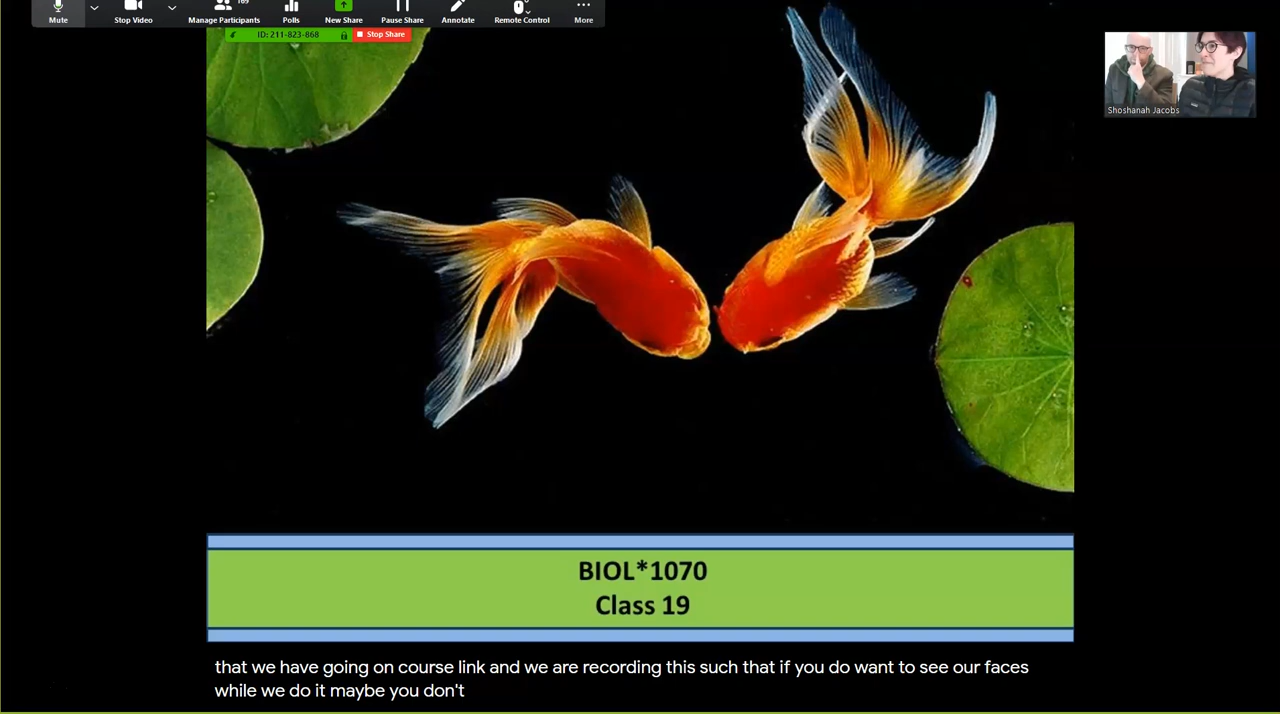 169
Mute
Stop Video
Manage Participants
Polls
New Share
Pause Share
Annotate
Remote Control
More
ID: 211-823-868
Stop Share
Shoshanah Jacobs
BIOL*1070
Class 19
that we have going on course link and we are recording this such that if you do want to see our faces
while we do it maybe you don't